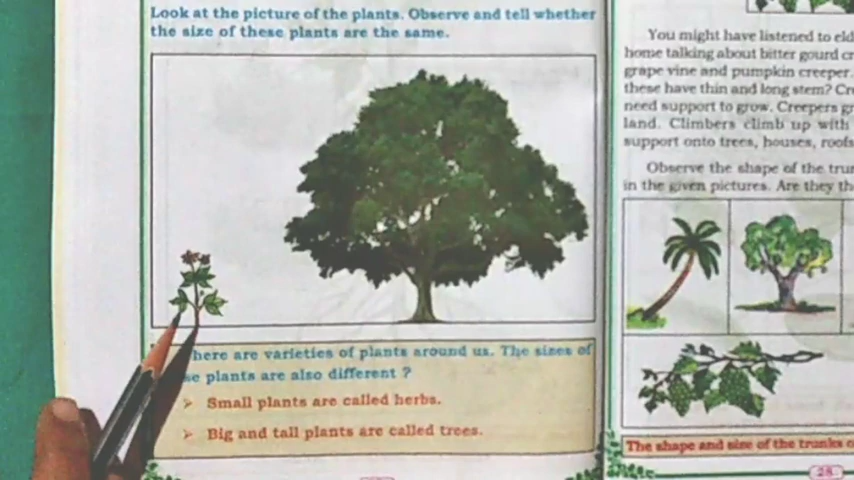 Look at the picture of the plants. Observe and tell whether
the size of these plants are the same.
here are varieties of plants around us. The sizes of
se plants are also different ?
➢ Small plants are called herbs.
➢ Big and tall plants are called trees.
You might have listened to eld
home talking about bitter gourd cr
grape vine and pumpkin creeper.
these have thin and long stem? Cre
need support to grow. Creepers gr
land. Climbers climb up with
support onto trees, houses, roofs
Observe the shape of the trun
in the given pictures. Are they th
The shape and size of the trunks o